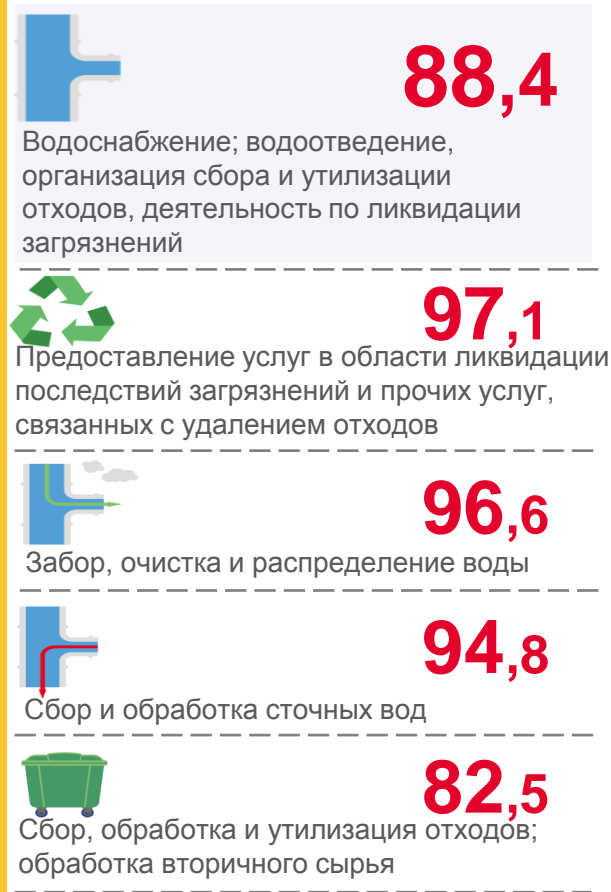 88,4
Водоснабжение; водоотведение,
организация сбора и утилизации
отходов, деятельность по ликвидации
загрязнений
97,1
Предоставление услуг в области ликвидации
последствий загрязнений и прочих услуг,
связанных с удалением отходов
96,6
Забор, очистка и распределение воды
94,8
Сбор и обработка сточных вод
82,5
Сбор, обработка и утилизация отходов;
обработка вторичного сырья